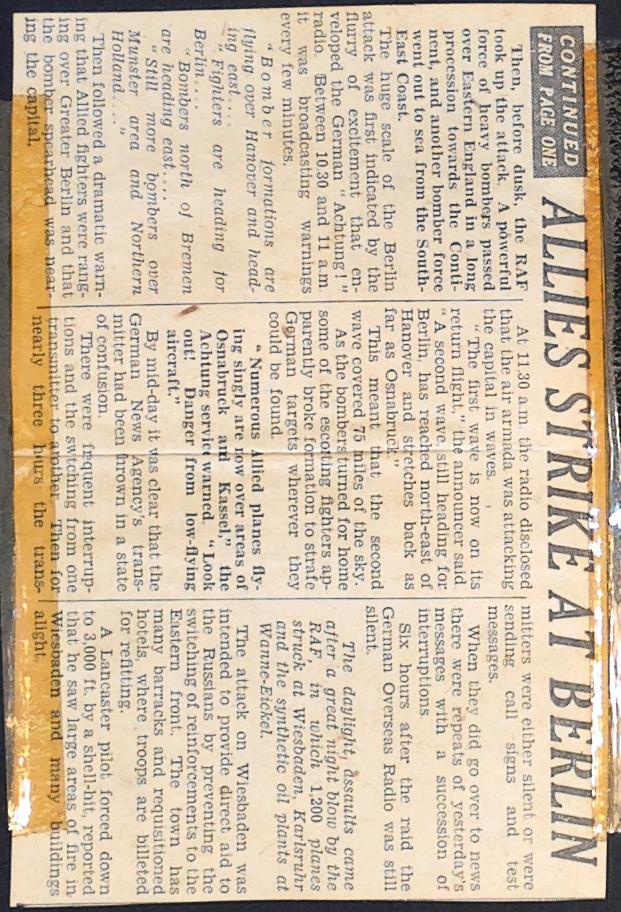 CONTINUED
FROM PAGE ONE
ALLIES STRIKE AT BERLIN
Then, before dusk, the RAF
took up the attack. A powerful
force of heavy bombers passed
over Eastern England in a long
procession towards the Conti-
nent, and another bomber force
went out to sea from the South-
East Coast.
The huge scale of the Berlin
attack was first indicated by the
flurry of excitement that en-
veloped the German "Achtung!"
radio. Between 10.30 and 11 a.m.
it was broadcasting warnings
every few minutes.
"Bomber formations are
flying over Hanover and head-
ing east....
"Fighters are heading for
Berlin....
"Bombers north of Bremen
are heading east....
"Still more bombers over
Munster area and Northern
Holland...."
Then followed a dramatic warn-
ing that Allied fighters were rang-
ing over Greater Berlin and that
the bomber spearhead was near-
ing the capital.
At 11.30 a.m. the radio disclosed
that the air armada was attacking
the capital in waves.
"The first wave is now on its
return flight," the announcer said
"A second wave, still heading for
Berlin, has reached north-east of
Hanover and stretches back as
far as Osnabruck."
This meant that the second
wave covered 75 miles of the sky.
As the bombers turned for home
some of the escorting fighters ap-
parently broke formation to strafe
German targets wherever they
could be found.
"Numerous Allied planes fly-
ing singly are now over areas of
Osnabruck and Kassel," the
Achtung service warned. "Look
out! Danger from low-flying
aircraft."
By mid-day it was clear that the
German News Agency's trans-
mitter had been thrown in a state
of confusion.
There were frequent interrup-
tions and the switching from one
transmitter to another. Then for
nearly three hours the trans-
mitters were either silent or were
sending call signs and test
messages.
When they did go over to news
there were repeats of yesterday's
messages with a succession of
interruptions.
Six hours after the raid the
German Overseas Radio was still
silent.
The daylight assaults came
after a great night blow by the
RAF, in which 1,200 planes
struck at Wiesbaden, Karlsruhr
and the synthetic oil plants at
Wanne-Eickel.
The attack on Wiesbaden was
intended to provide direct aid to
the Russians by preventing the
switching of reinforcements to the
Eastern front. The town has
many barracks and requisitioned
hotels, where troops are billeted
for refitting.
A Lancaster pilot forced down
to 3,000 ft. by a shell-hit, reported
that he saw large areas of fire in
Wiesbaden and many buildings
alight.